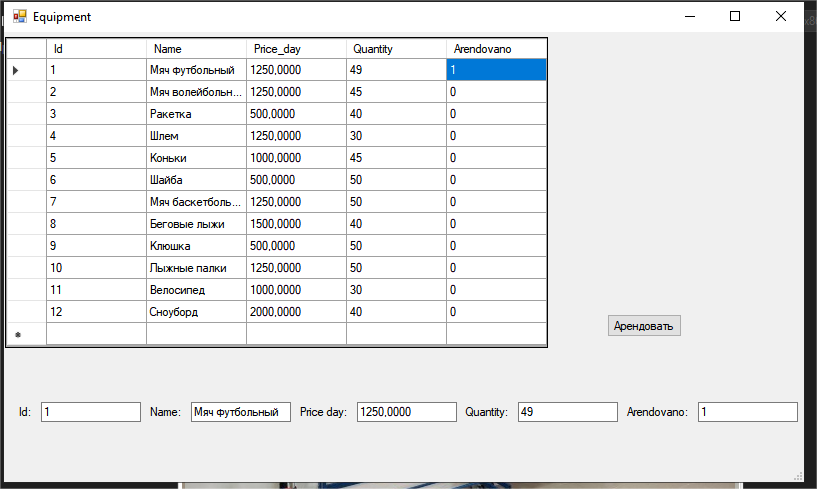 Equipment
Id Name Price_day Quantity Arendovano
1 Мяч футбольный 1250,0000 49 1
2 Мяч волейбольн... 1250,0000 45 0
3 Ракетка 500,0000 40 0
4 Шлем 1250,0000 30 0
5 Коньки 1000,0000 45 0
6 Шайба 500,0000 50 0
7 Мяч баскетболь... 1250,0000 50 0
8 Беговые лыжи 1500,0000 40 0
9 Клюшка 500,0000 50 0
10 Лыжные палки 1250,0000 50 0
11 Велосипед 1000,0000 30 0
12 Сноуборд 2000,0000 40 0
Арендовать
Id: 1 Name: Мяч футбольный Price day: 1250,0000 Quantity: 49 Arendovano: 1